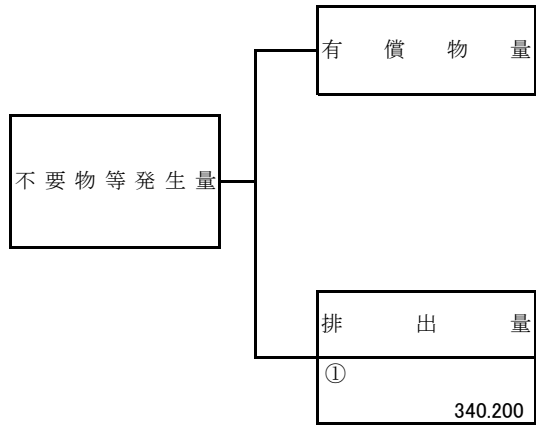 有償物量
不要物等発生量
排出量
①
340.200